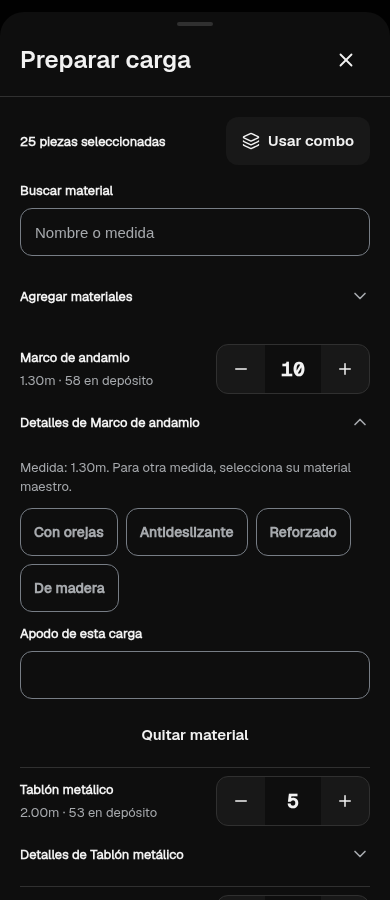 Preparar carga
25 piezas seleccionadas
Usar combo
Buscar material
Nombre o medida
Agregar materiales
Marco de andamio
1.30m · 58 en depósito
− 10 +
Detalles de Marco de andamio
Medida: 1.30m. Para otra medida, selecciona su material
maestro.
Con orejas
Antideslizante
Reforzado
De madera
Apodo de esta carga
Quitar material
Tablón metálico
2.00m · 53 en depósito
− 5 +
Detalles de Tablón metálico